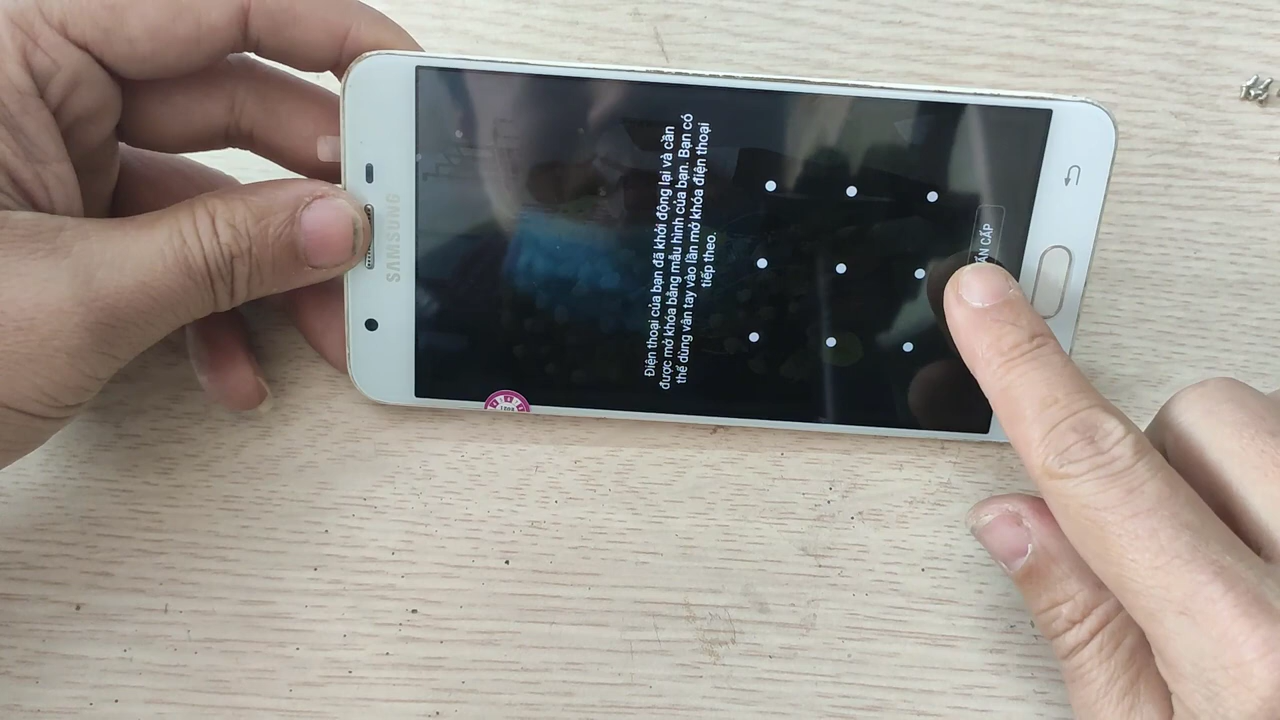 SAMSUNG
Điện thoại của bạn đã khởi động lại và cần
được mở khóa bằng mẫu hình của bạn. Bạn có
thể dùng vân tay vào lần mở khóa điện thoại
tiếp theo.
CẤP